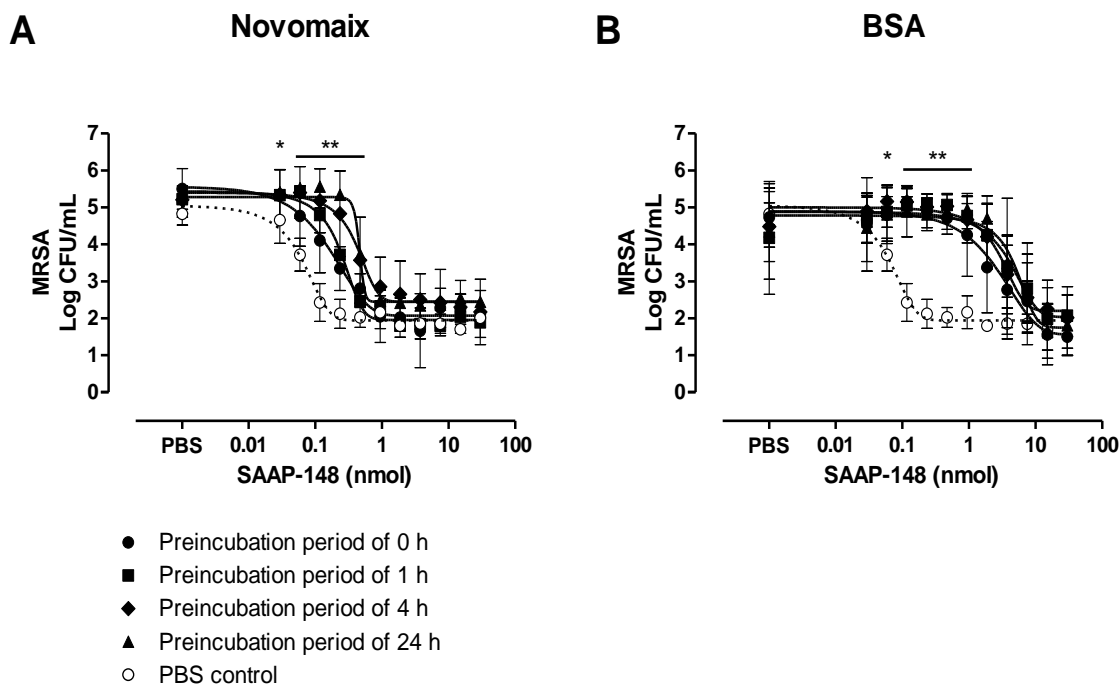 A
Novomaix
B
BSA
MRSA
Log CFU/mL
7
6
5
4
3
2
1
0
*
**
PBS
0.01
0.1
1
10
100
SAAP-148 (nmol)
MRSA
Log CFU/mL
7
6
5
4
3
2
1
0
*
**
PBS
0.01
0.1
1
10
100
SAAP-148 (nmol)
Preincubation period of 0 h
Preincubation period of 1 h
Preincubation period of 4 h
Preincubation period of 24 h
PBS control